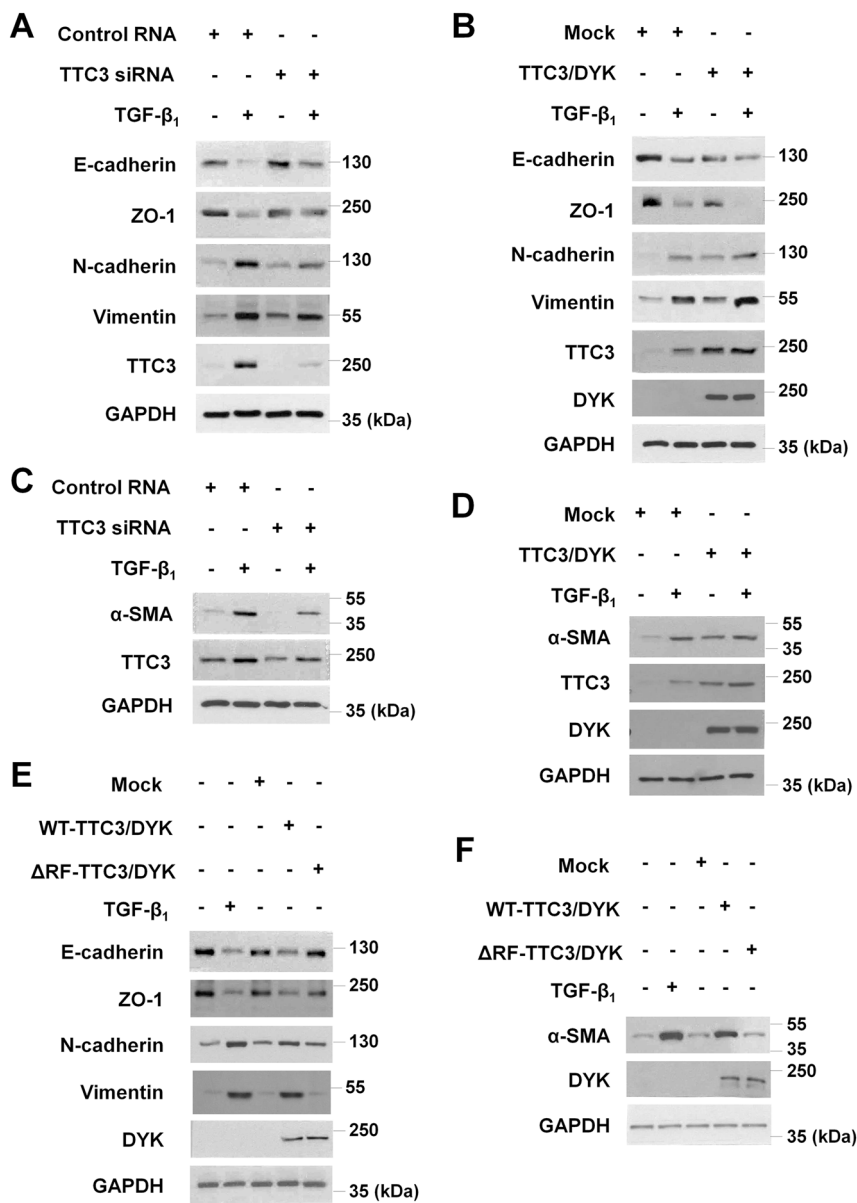 A
Control RNA + + - -
TTC3 siRNA - - + +
TGF-β1 - + - +
E-cadherin 130
ZO-1 250
N-cadherin 130
Vimentin 55
TTC3 250
GAPDH 35 (kDa)
B
Mock + + - -
TTC3/DYK - - + +
TGF-β1 - + - +
E-cadherin 130
ZO-1 250
N-cadherin 130
Vimentin 55
TTC3 250
DYK 250
GAPDH 35 (kDa)
C
Control RNA + + - -
TTC3 siRNA - - + +
TGF-β1 - + - +
α-SMA 55
35
TTC3 250
GAPDH 35 (kDa)
D
Mock + + - -
TTC3/DYK - - + +
TGF-β1 - + - +
α-SMA 55
35
TTC3 250
DYK 250
GAPDH 35 (kDa)
E
Mock - - + - -
WT-TTC3/DYK - - - + -
ΔRF-TTC3/DYK - - - - +
TGF-β1 - + - - -
E-cadherin 130
ZO-1 250
N-cadherin 130
Vimentin 55
DYK 250
GAPDH 35 (kDa)
F
Mock - - + - -
WT-TTC3/DYK - - - + -
ΔRF-TTC3/DYK - - - - +
TGF-β1 - + - - -
α-SMA 55
35
DYK 250
GAPDH 35 (kDa)